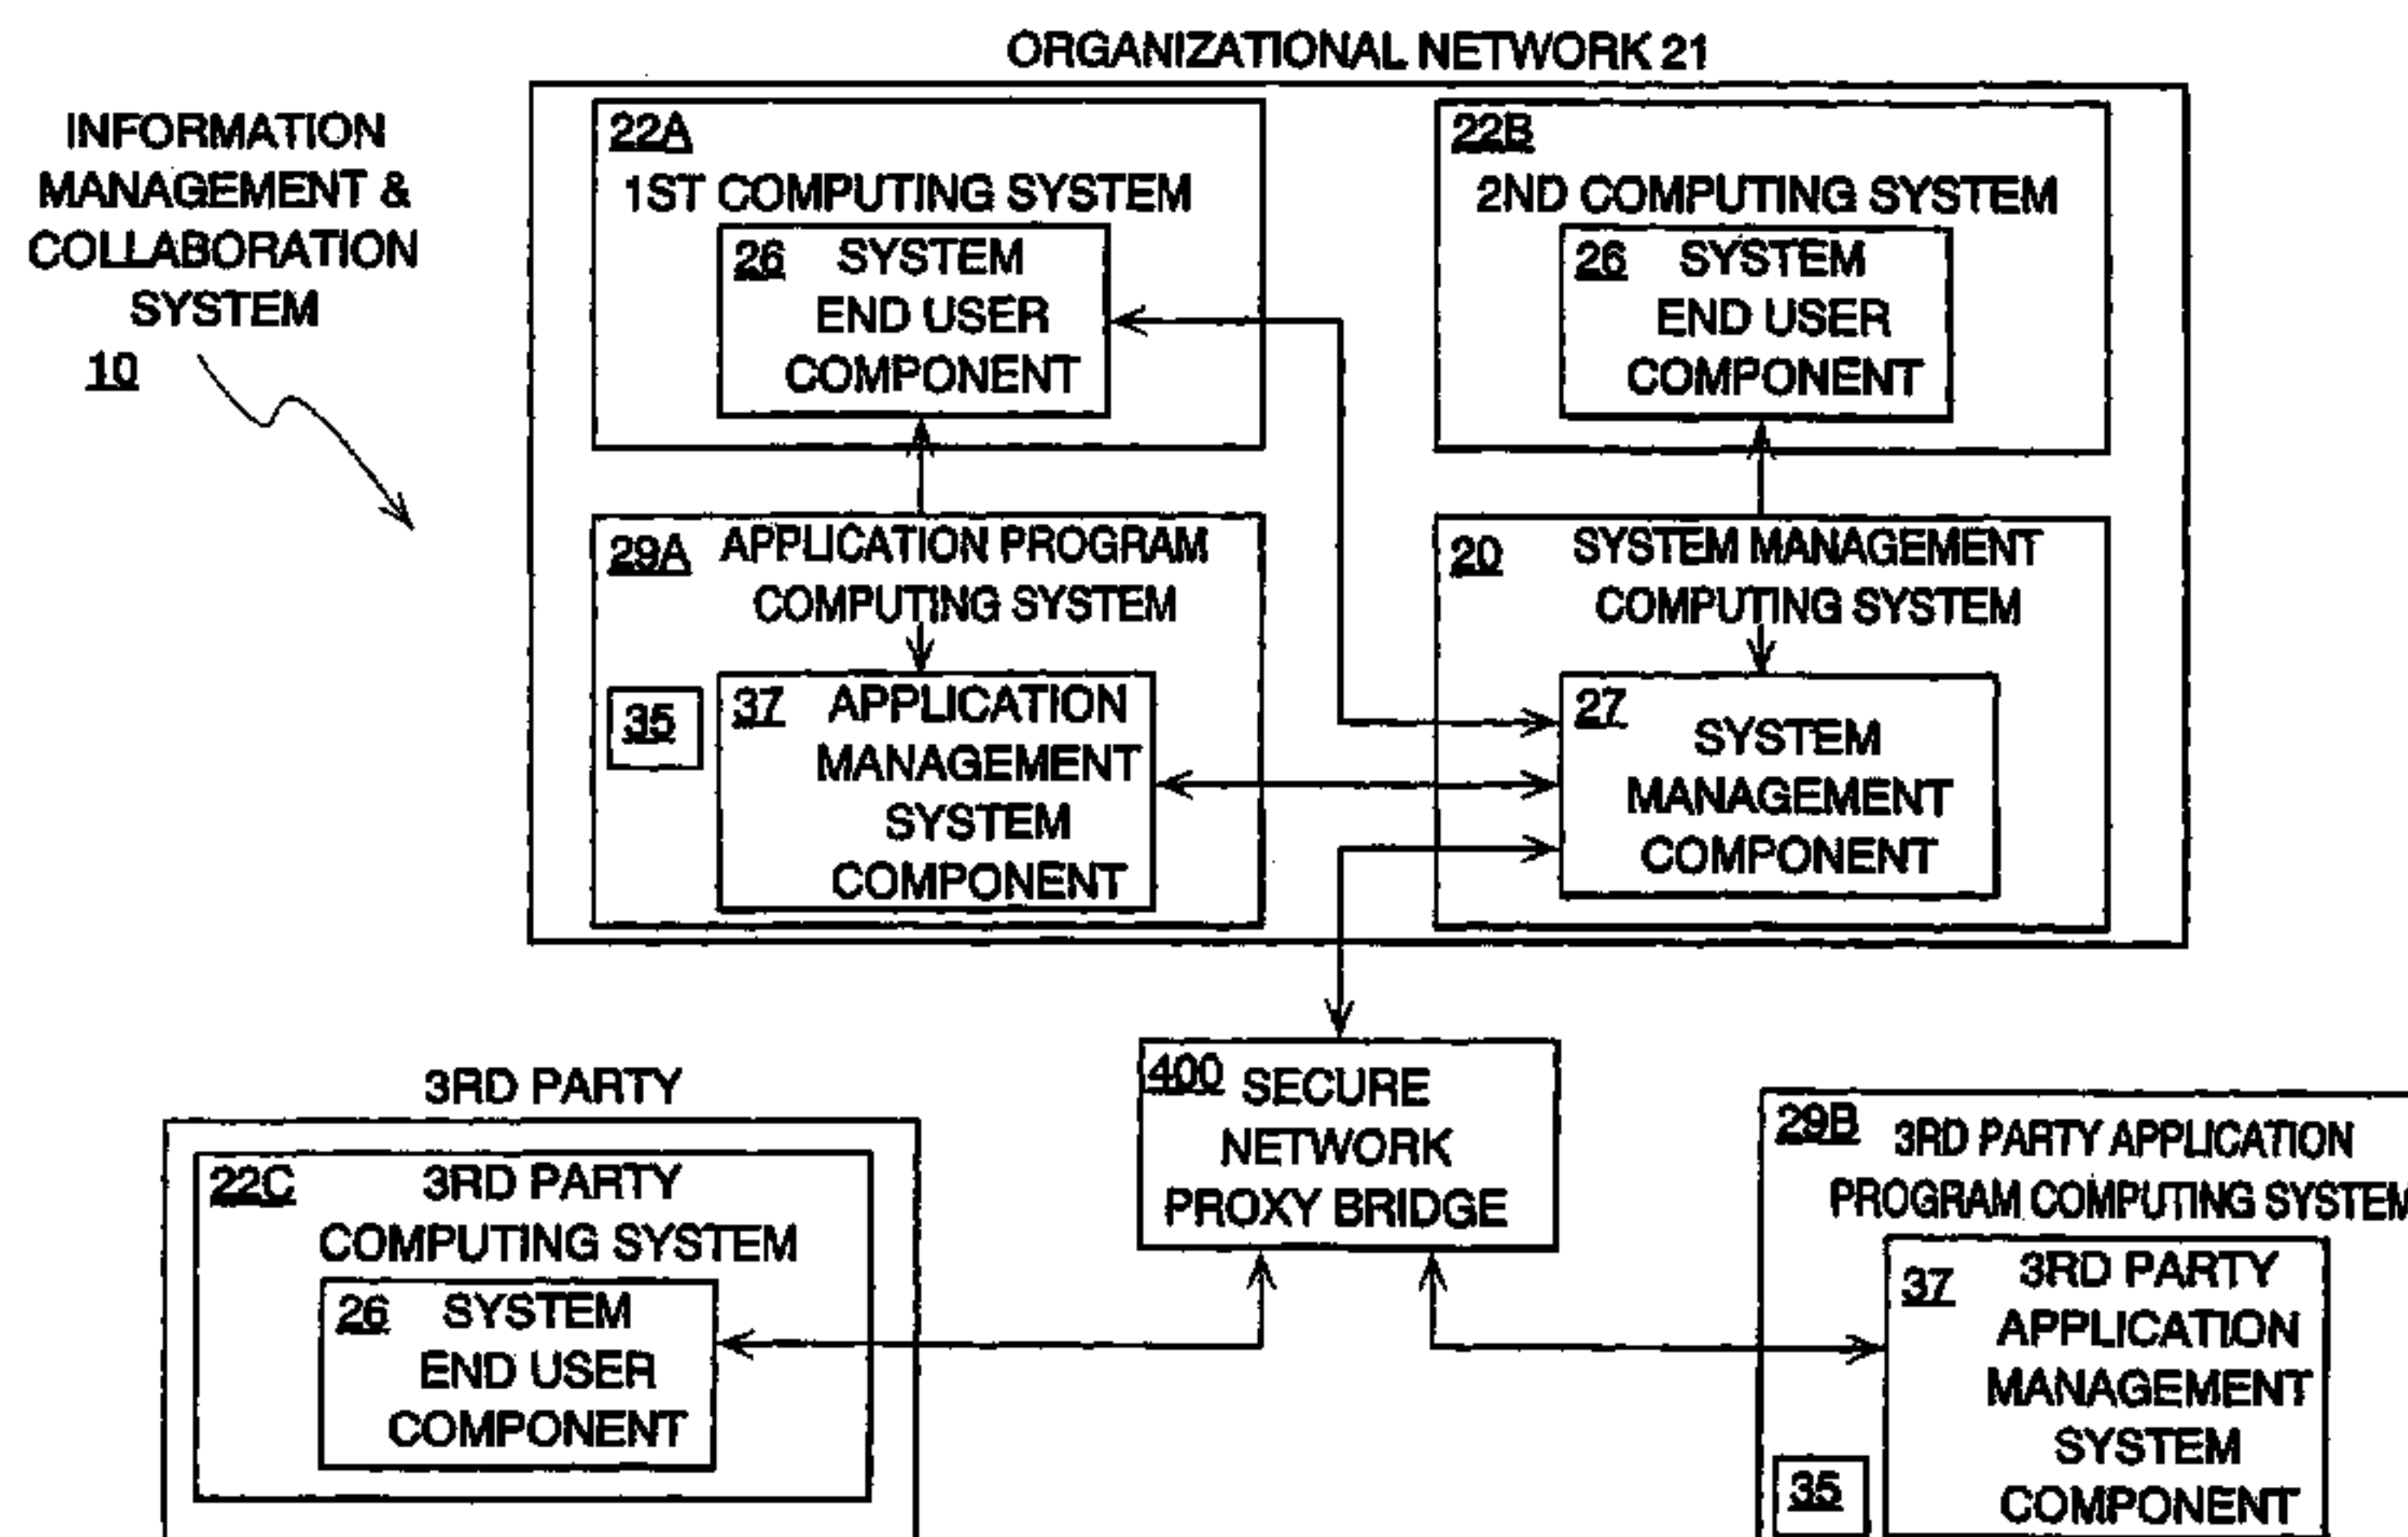 ORGANIZATIONAL NETWORK 21
INFORMATION
MANAGEMENT &
COLLABORATION
SYSTEM
10
22A
1ST COMPUTING SYSTEM
26 SYSTEM
END USER
COMPONENT
22B
2ND COMPUTING SYSTEM
26 SYSTEM
END USER
COMPONENT
29A APPLICATION PROGRAM
COMPUTING SYSTEM
35
37 APPLICATION
MANAGEMENT
SYSTEM
COMPONENT
20 SYSTEM MANAGEMENT
COMPUTING SYSTEM
27
SYSTEM
MANAGEMENT
COMPONENT
400 SECURE
NETWORK
PROXY BRIDGE
3RD PARTY
22C 3RD PARTY
COMPUTING SYSTEM
26 SYSTEM
END USER
COMPONENT
29B 3RD PARTY APPLICATION
PROGRAM COMPUTING SYSTEM
37 3RD PARTY
APPLICATION
MANAGEMENT
SYSTEM
COMPONENT
35